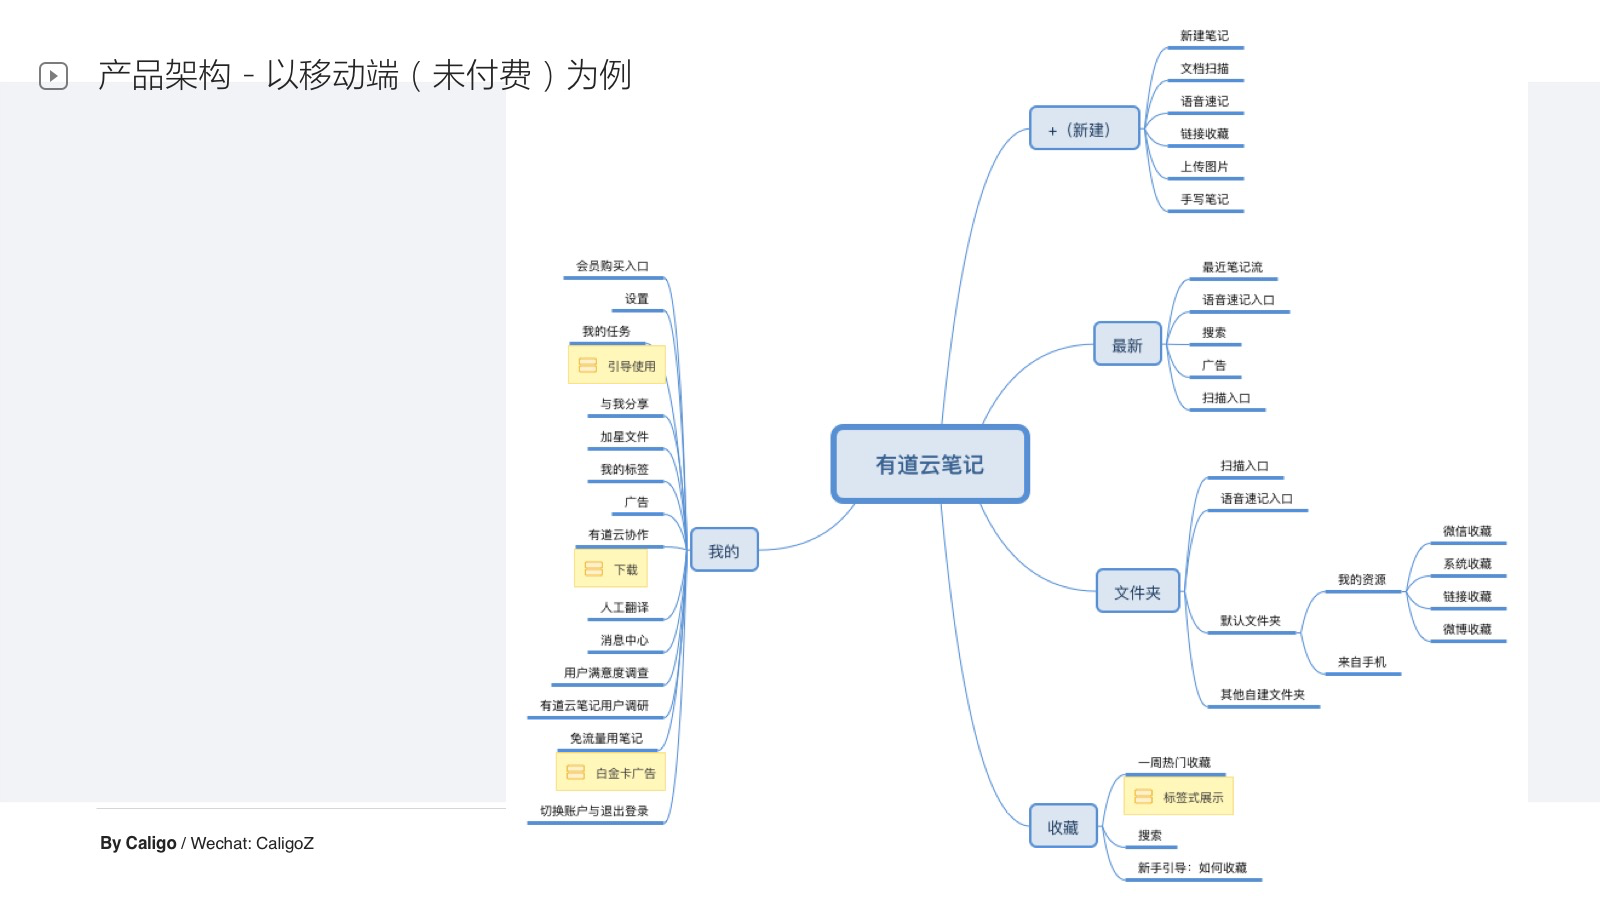 产品架构 - 以移动端（未付费）为例
有道云笔记
+（新建）
新建笔记
文档扫描
语音速记
链接收藏
上传图片
手写笔记
最新
最近笔记流
语音速记入口
搜索
广告
扫描入口
文件夹
扫描入口
语音速记入口
默认文件夹
我的资源
微信收藏
系统收藏
链接收藏
微博收藏
来自手机
其他自建文件夹
收藏
一周热门收藏
标签式展示
搜索
新手引导：如何收藏
我的
会员购买入口
设置
我的任务
引导使用
与我分享
加星文件
我的标签
广告
有道云协作
下载
人工翻译
消息中心
用户满意度调查
有道云笔记用户调研
免流量用笔记
白金卡广告
切换账户与退出登录
By Caligo / Wechat: CaligoZ